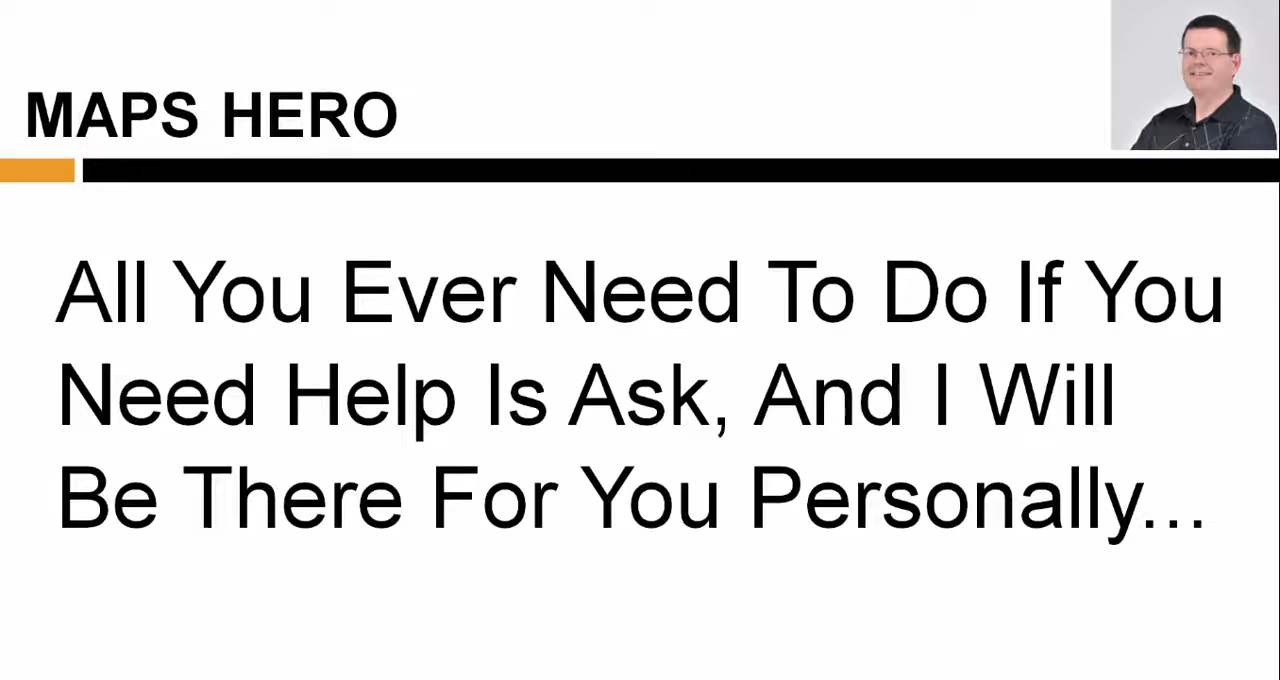 MAPS HERO
All You Ever Need To Do If You
Need Help Is Ask, And I Will
Be There For You Personally...